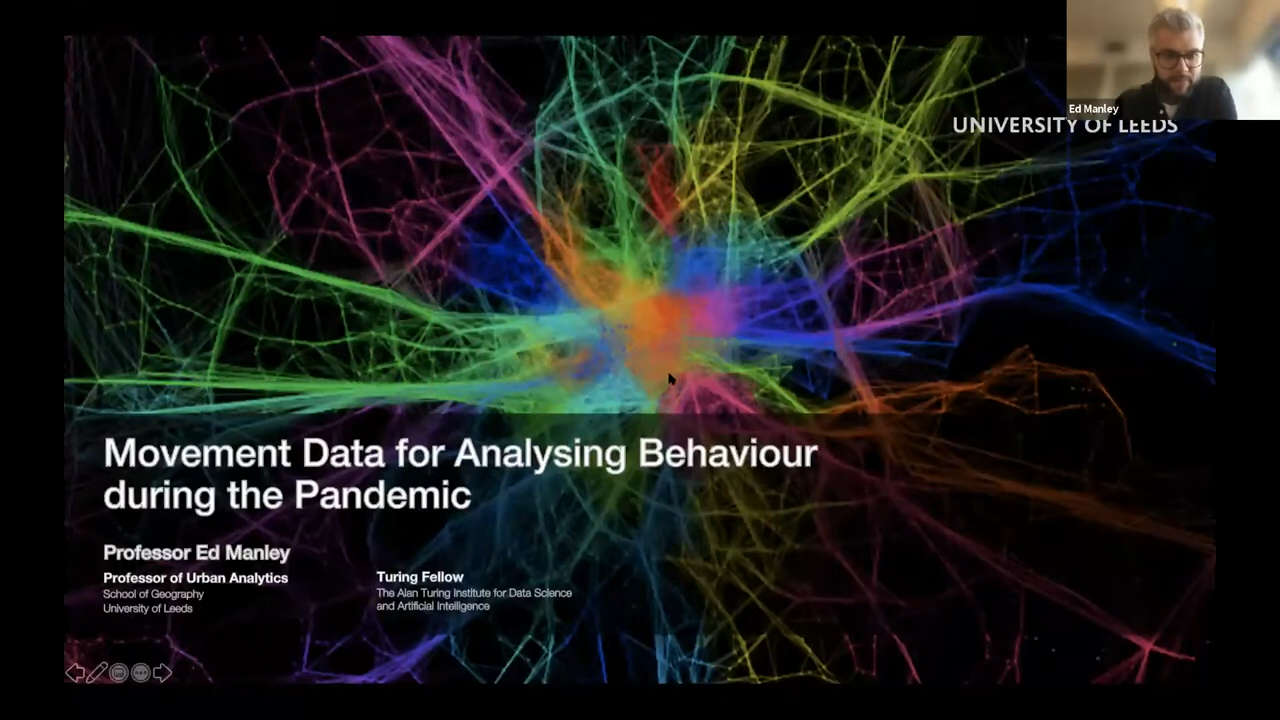 Ed Manley
UNIVERSITY OF LEEDS
Movement Data for Analysing Behaviour
during the Pandemic
Professor Ed Manley
Professor of Urban Analytics
School of Geography
University of Leeds
Turing Fellow
The Alan Turing Institute for Data Science
and Artificial Intelligence